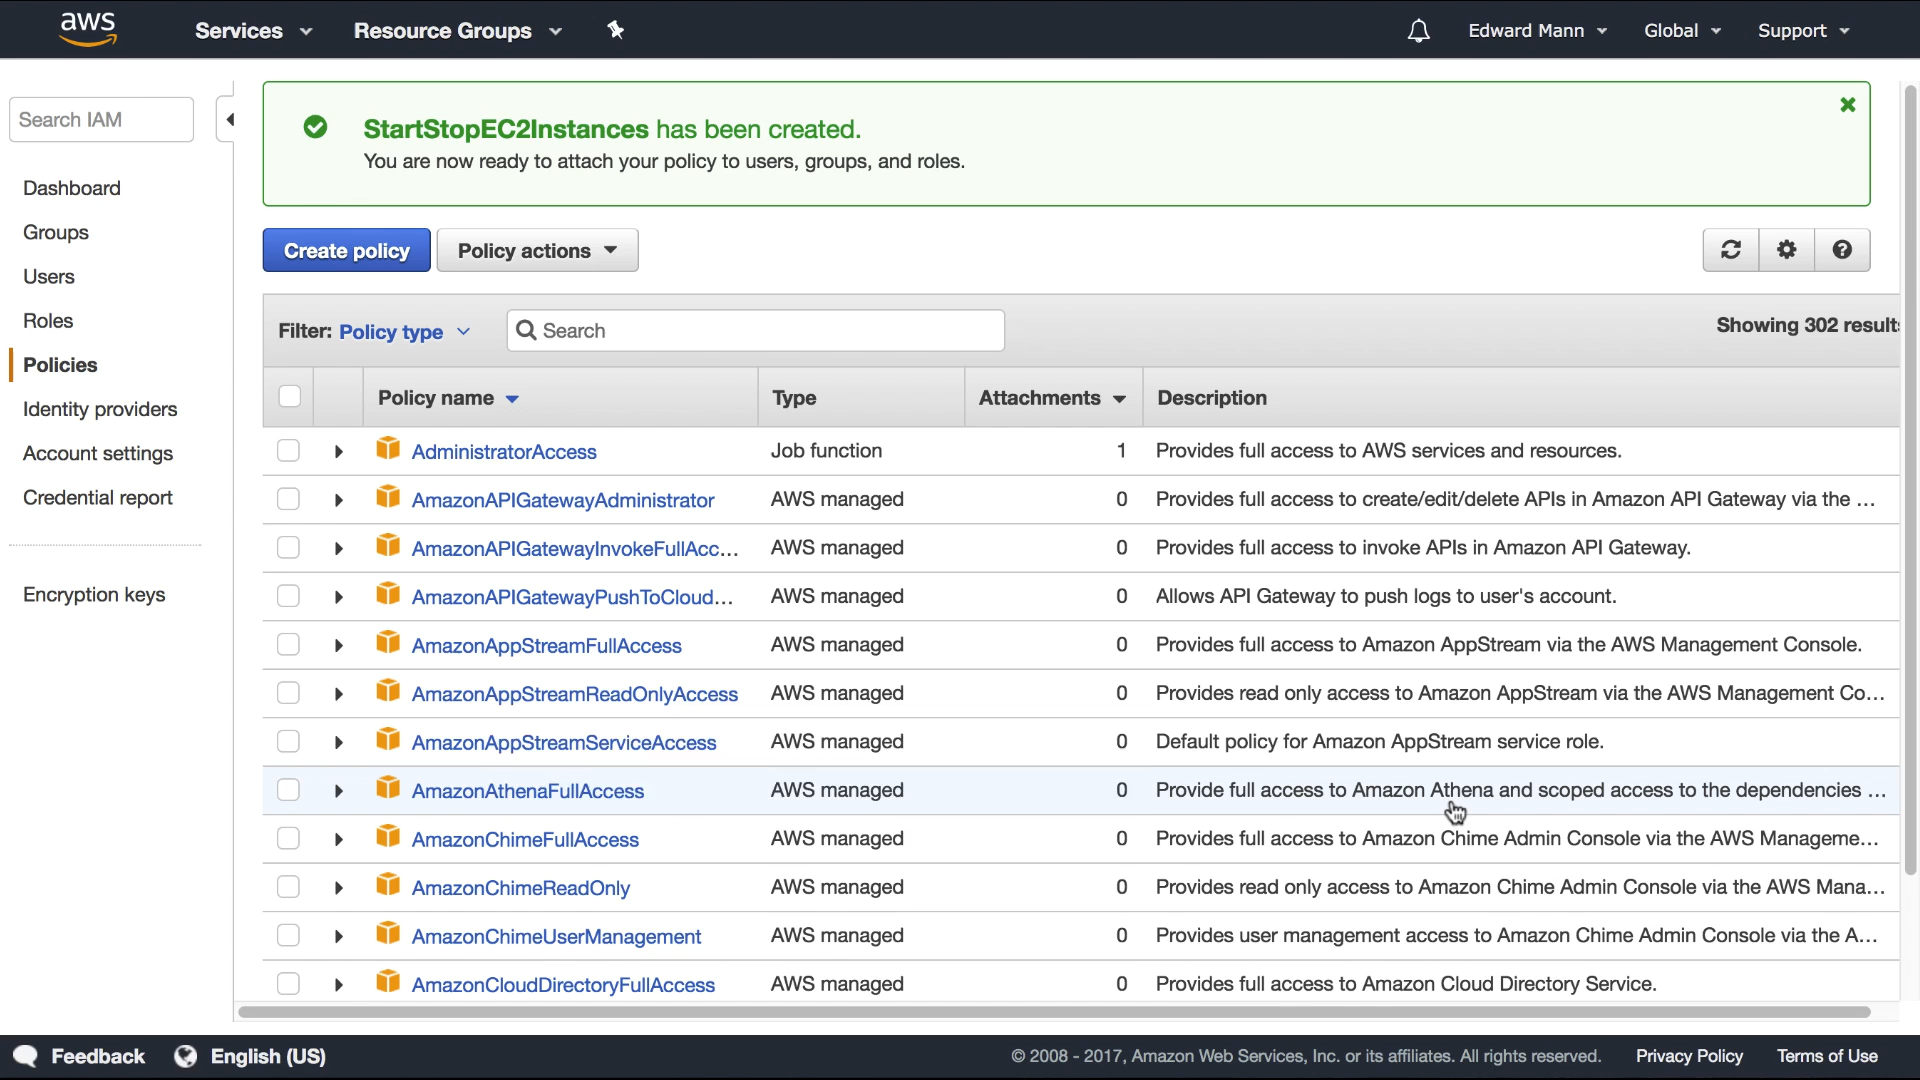 aws Services Resource Groups Edward Mann Global Support
Search IAM
Dashboard
Groups
Users
Roles
Policies
Identity providers
Account settings
Credential report
Encryption keys
StartStopEC2Instances has been created.
You are now ready to attach your policy to users, groups, and roles.
Create policy Policy actions
Filter: Policy type Search Showing 302 results
Policy name Type Attachments Description
AdministratorAccess Job function 1 Provides full access to AWS services and resources.
AmazonAPIGatewayAdministrator AWS managed 0 Provides full access to create/edit/delete APIs in Amazon API Gateway via the ...
AmazonAPIGatewayInvokeFullAcc... AWS managed 0 Provides full access to invoke APIs in Amazon API Gateway.
AmazonAPIGatewayPushToCloud... AWS managed 0 Allows API Gateway to push logs to user's account.
AmazonAppStreamFullAccess AWS managed 0 Provides full access to Amazon AppStream via the AWS Management Console.
AmazonAppStreamReadOnlyAccess AWS managed 0 Provides read only access to Amazon AppStream via the AWS Management Co...
AmazonAppStreamServiceAccess AWS managed 0 Default policy for Amazon AppStream service role.
AmazonAthenaFullAccess AWS managed 0 Provide full access to Amazon Athena and scoped access to the dependencies ...
AmazonChimeFullAccess AWS managed 0 Provides full access to Amazon Chime Admin Console via the AWS Manageme...
AmazonChimeReadOnly AWS managed 0 Provides read only access to Amazon Chime Admin Console via the AWS Mana...
AmazonChimeUserManagement AWS managed 0 Provides user management access to Amazon Chime Admin Console via the A...
AmazonCloudDirectoryFullAccess AWS managed 0 Provides full access to Amazon Cloud Directory Service.
Feedback English (US) © 2008 - 2017, Amazon Web Services, Inc. or its affiliates. All rights reserved. Privacy Policy Terms of Use